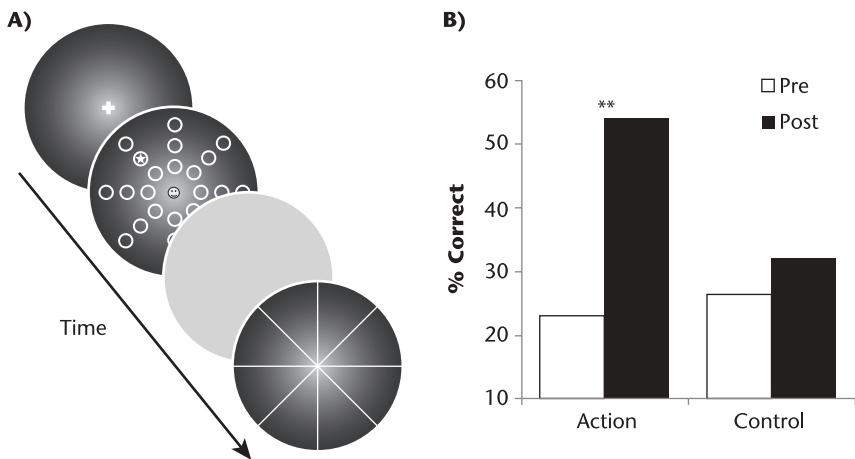 A)
Time
B)
% Correct
60
50
40
30
20
10
**
Pre
Post
Action
Control